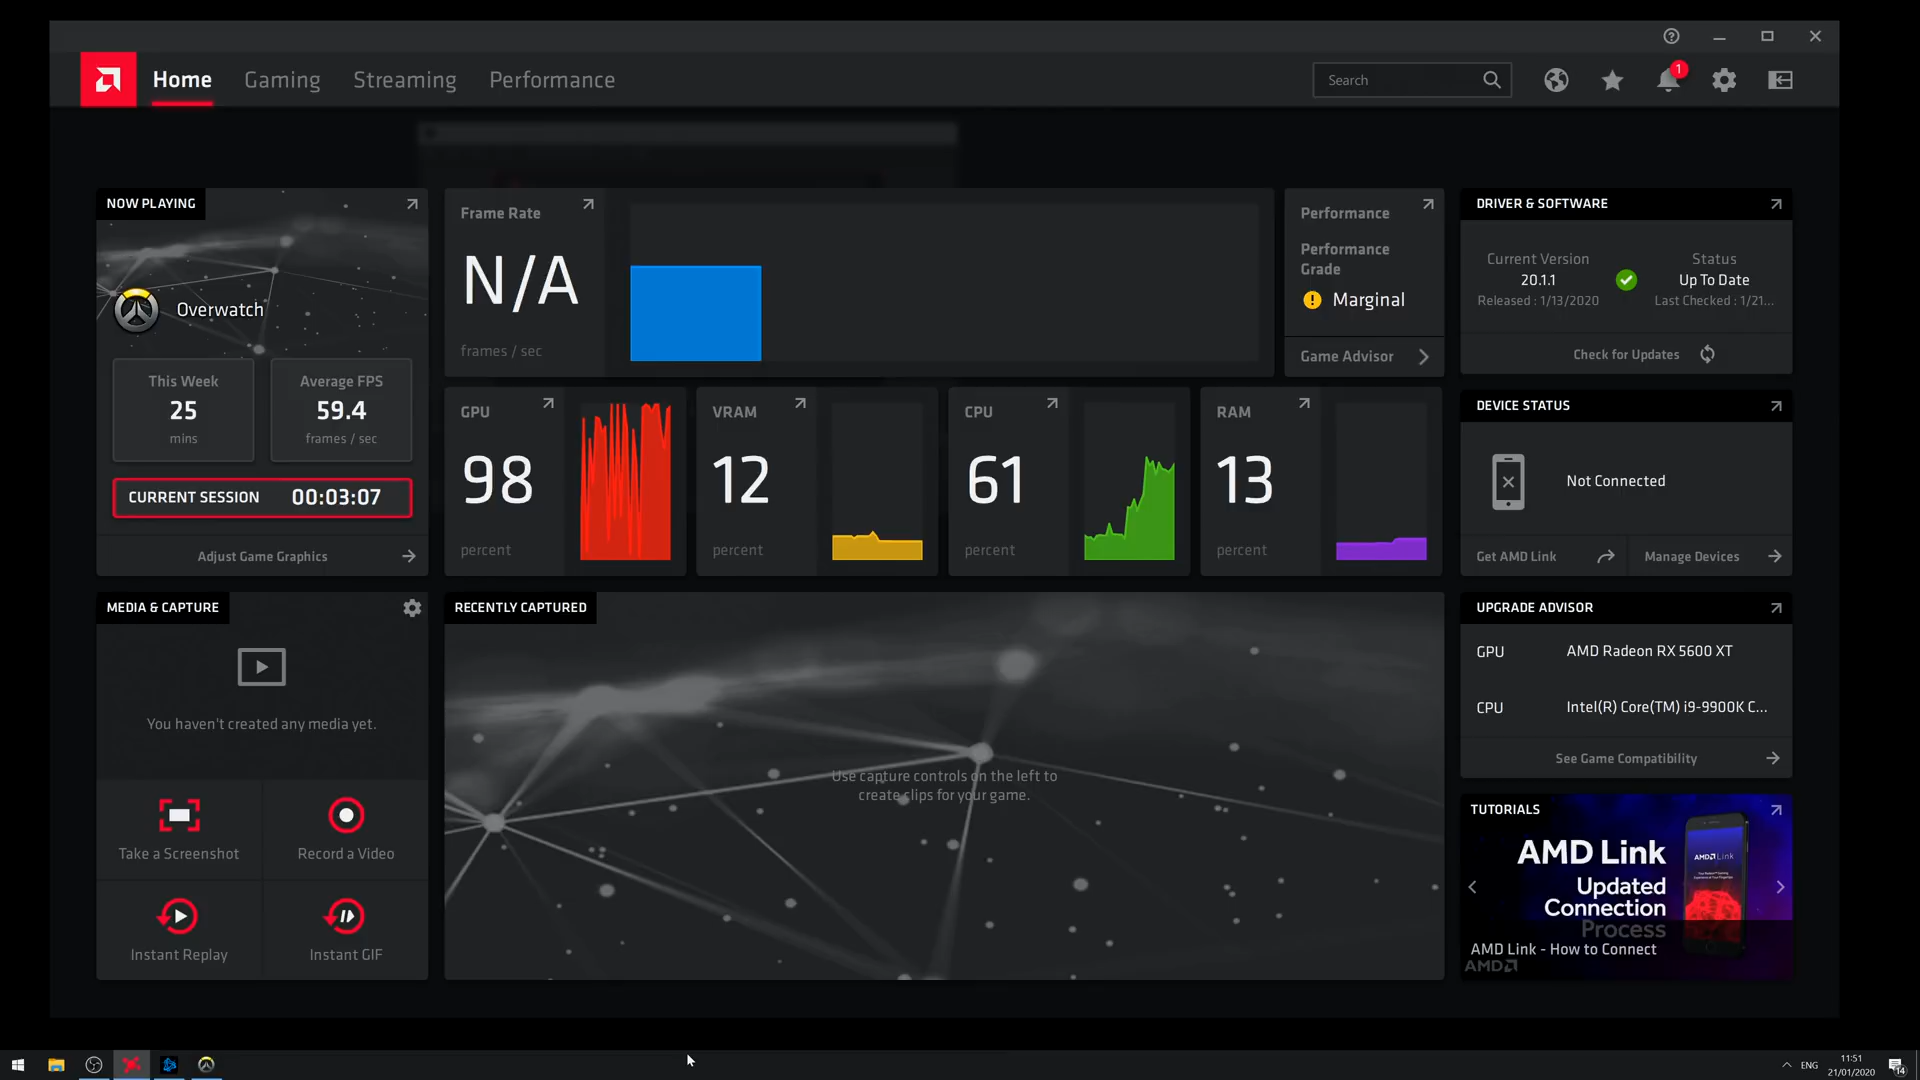 Home
Gaming
Streaming
Performance
Search
1
NOW PLAYING
Overwatch
This Week
25
mins
Average FPS
59.4
frames / sec
CURRENT SESSION 00:03:07
Adjust Game Graphics
Frame Rate
N/A
frames / sec
Performance
Performance
Grade
Marginal
Game Advisor
GPU
98
percent
VRAM
12
percent
CPU
61
percent
RAM
13
percent
DRIVER & SOFTWARE
Current Version
20.1.1
Released : 1/13/2020
Status
Up To Date
Last Checked : 1/21...
Check for Updates
DEVICE STATUS
Not Connected
Get AMD Link
Manage Devices
MEDIA & CAPTURE
You haven't created any media yet.
Take a Screenshot
Record a Video
Instant Replay
Instant GIF
RECENTLY CAPTURED
Use capture controls on the left to
create clips for your game.
UPGRADE ADVISOR
GPU AMD Radeon RX 5600 XT
CPU Intel(R) Core(TM) i9-9900K C...
See Game Compatibility
TUTORIALS
AMD Link
Updated
Connection
Process
AMD Link - How to Connect
AMD
AMD Link
ENG
11:51
21/01/2020
14